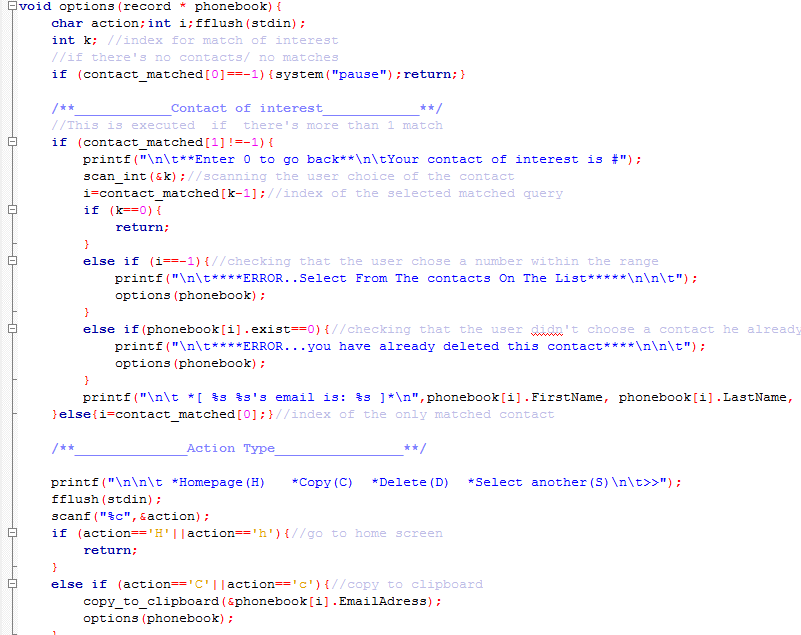 void options(record * phonebook){
char action;int i;fflush(stdin);
int k; //index for match of interest
//if there's no contacts/ no matches
if (contact_matched[0]==-1){system("pause");return;}
/**____________Contact of interest____________**/
//This is executed  if  there's more than 1 match
if (contact_matched[1]!=-1){
printf("\n\t**Enter 0 to go back**\n\tYour contact of interest is #");
scan_int(&k);//scanning the user choice of the contact
i=contact_matched[k-1];//index of the selected matched query
if (k==0){
return;
}
else if (i==-1){//checking that the user chose a number within the range
printf("\n\t****ERROR..Select From The contacts On The List*****\n\n\t");
options(phonebook);
}
else if(phonebook[i].exist==0){//checking that the user didn't choose a contact he already
printf("\n\t****ERROR...you have already deleted this contact****\n\n\t");
options(phonebook);
}
printf("\n\t *[ %s %s's email is: %s ]*\n",phonebook[i].FirstName, phonebook[i].LastName,
}else{i=contact_matched[0];}//index of the only matched contact
/**______________Action Type________________**/
printf("\n\n\t *Homepage(H)   *Copy(C)  *Delete(D)  *Select another(S)\n\t>>");
fflush(stdin);
scanf("%c",&action);
if (action=='H'||action=='h'){//go to home screen
return;
}
else if (action=='C'||action=='c'){//copy to clipboard
copy_to_clipboard(&phonebook[i].EmailAdress);
options(phonebook);
}